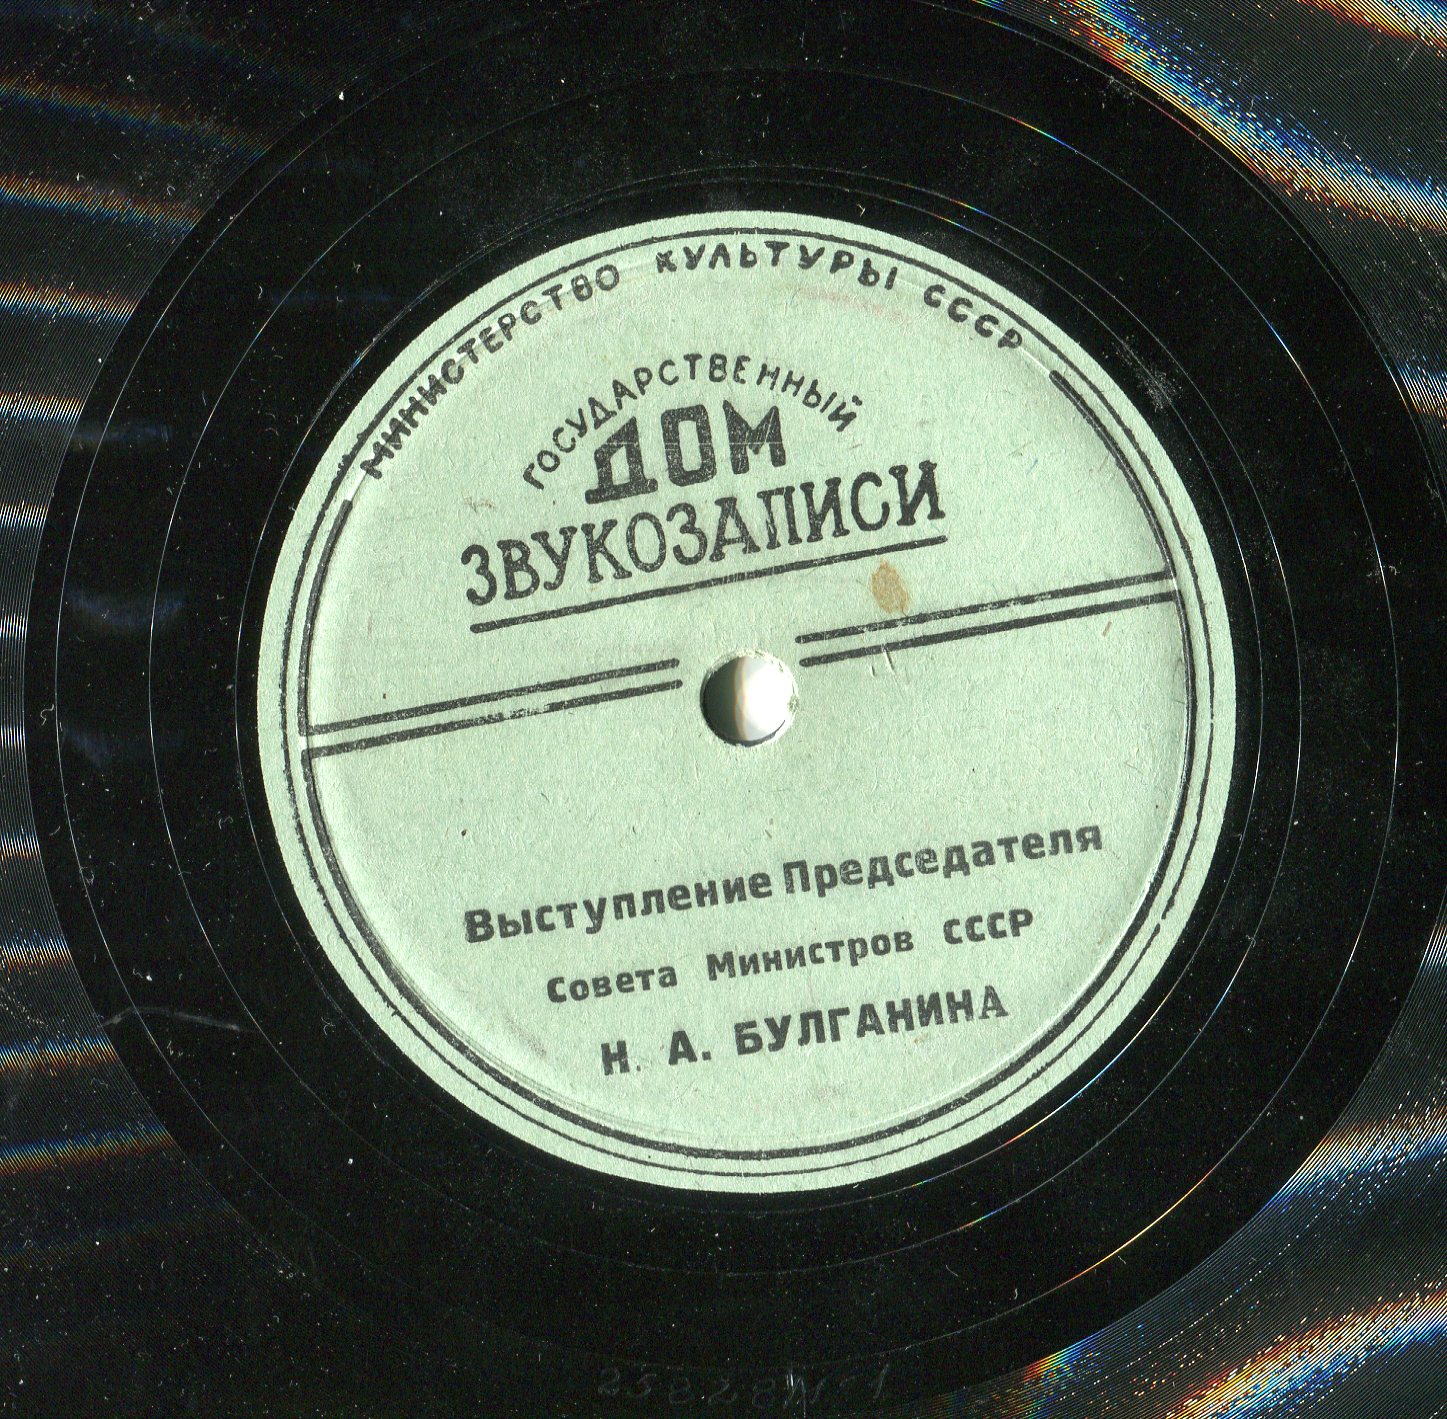 МИНИСТЕРСТВО КУЛЬТУРЫ СССР
ГОСУДАРСТВЕННЫЙ
ДОМ
ЗВУКОЗАПИСИ
Выступление Председателя
Совета Министров СССР
Н. А. БУЛГАНИНА